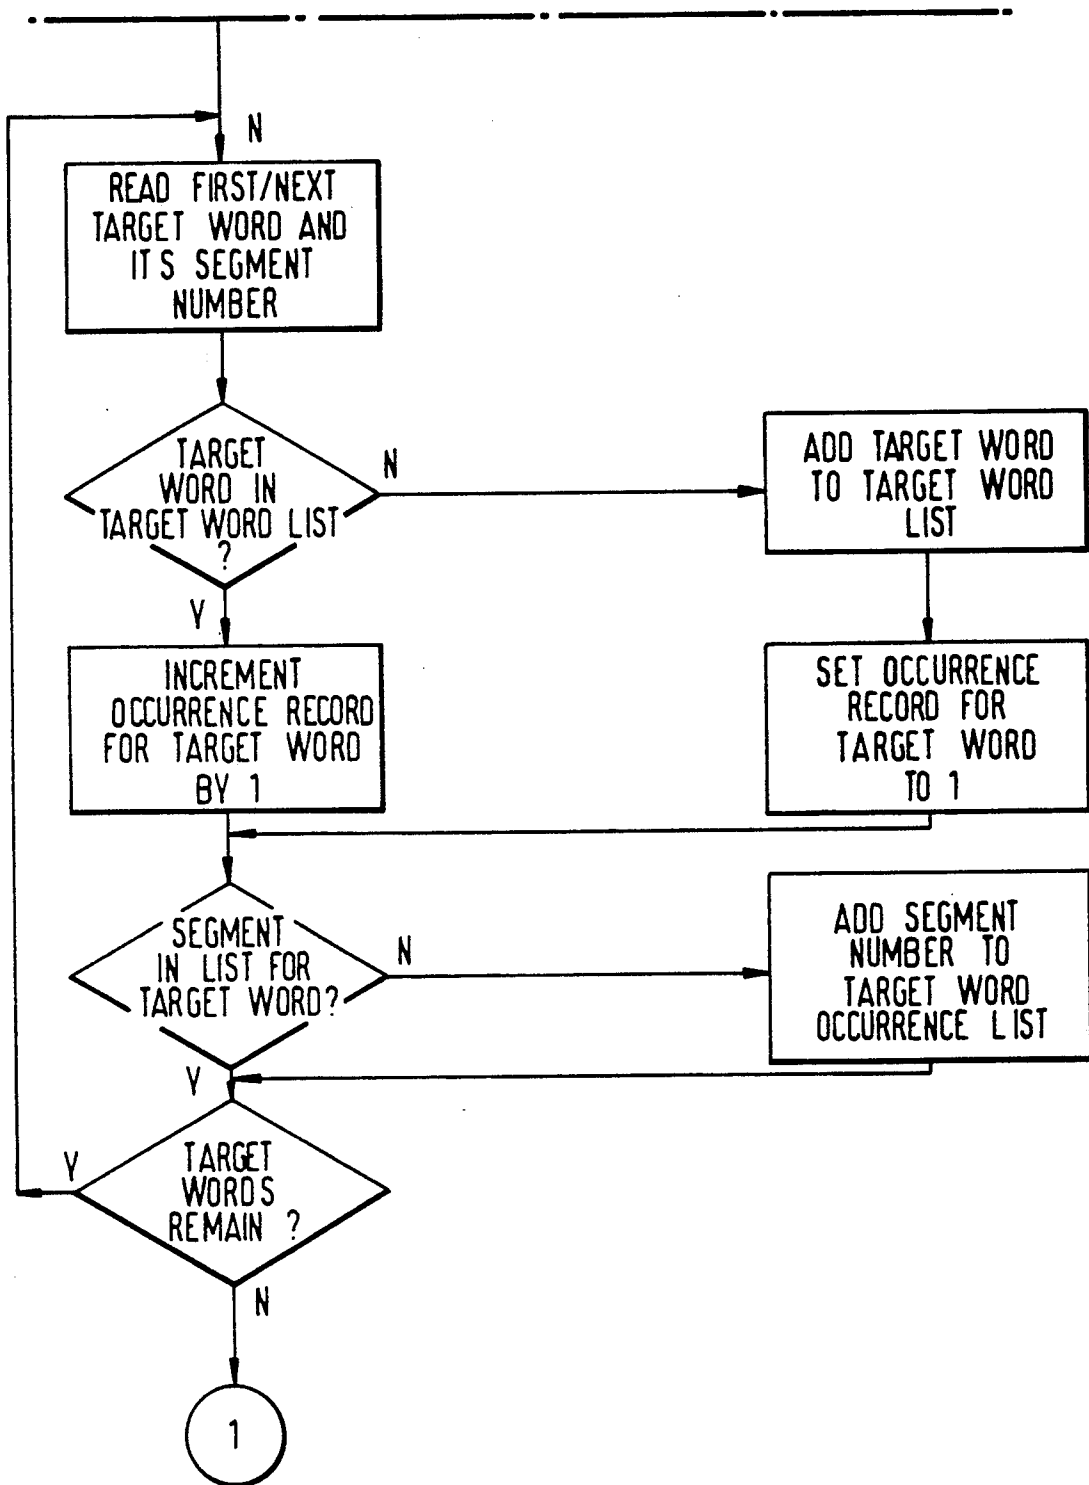 N
READ FIRST/NEXT
TARGET WORD AND
ITS SEGMENT
NUMBER
TARGET
WORD IN
TARGET WORD LIST
?
N
Y
ADD TARGET WORD
TO TARGET WORD
LIST
INCREMENT
OCCURRENCE RECORD
FOR TARGET WORD
BY 1
SET OCCURRENCE
RECORD FOR
TARGET WORD
TO 1
SEGMENT
IN LIST FOR
TARGET WORD?
N
Y
ADD SEGMENT
NUMBER TO
TARGET WORD
OCCURRENCE LIST
Y
TARGET
WORDS
REMAIN ?
N
1